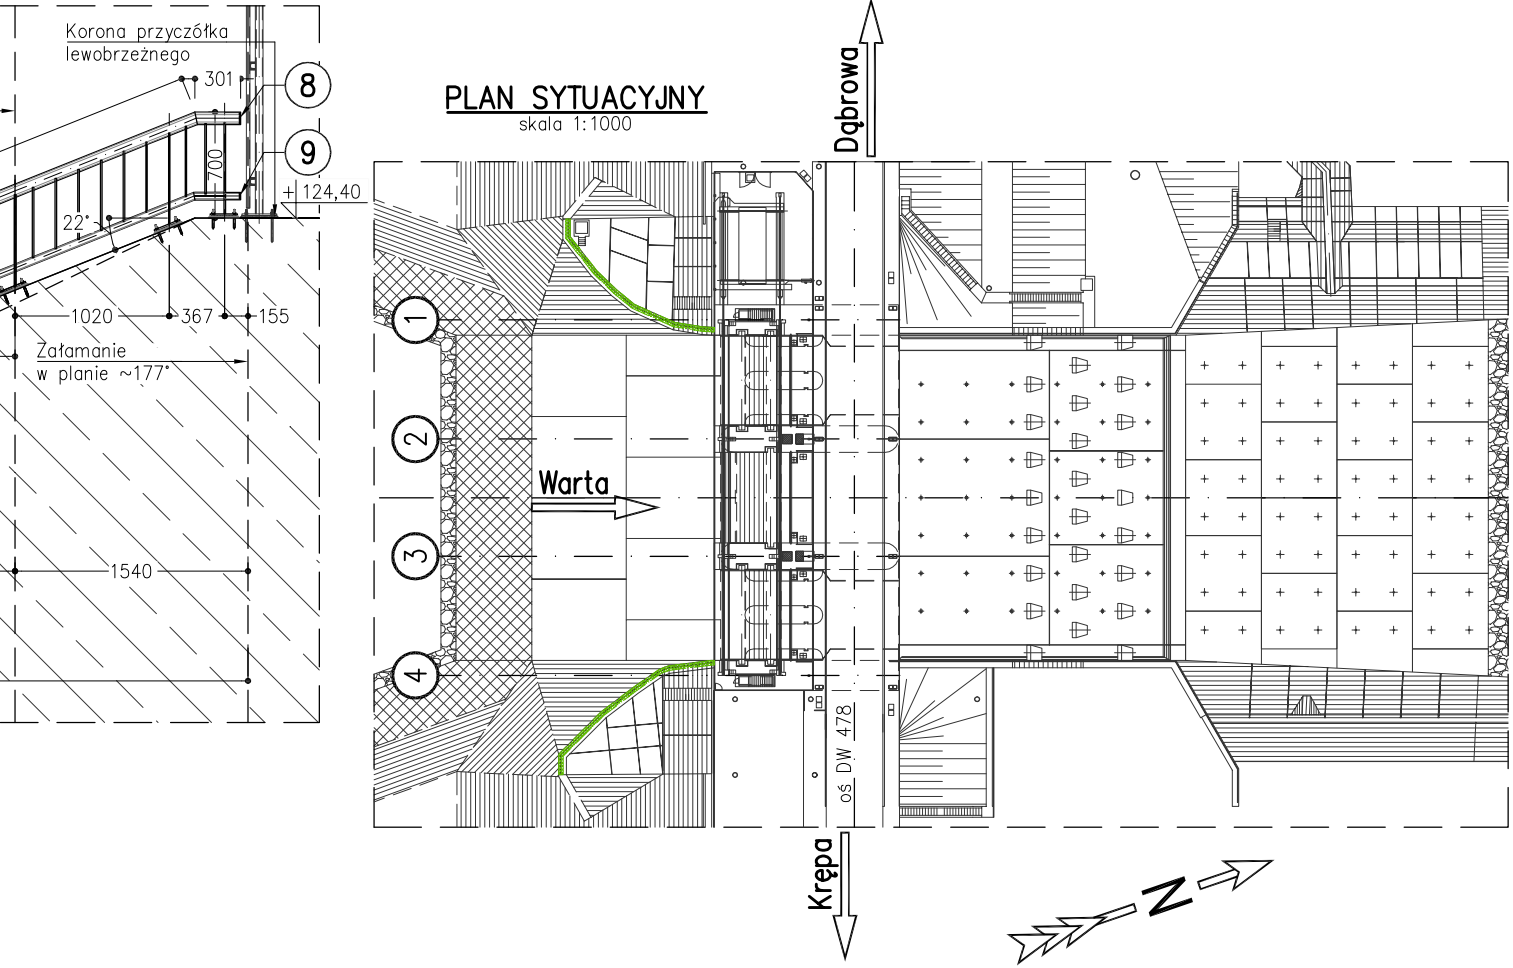 Korona przyczółka
lewobrzeżnego
301
8
700
9
+124,40
22°
1020
367
155
Załamanie
w planie ~177°
1540
PLAN SYTUACYJNY
skala 1:1000
Dąbrowa
1
2
Warta
3
4
oś DW 478
Krępa
N